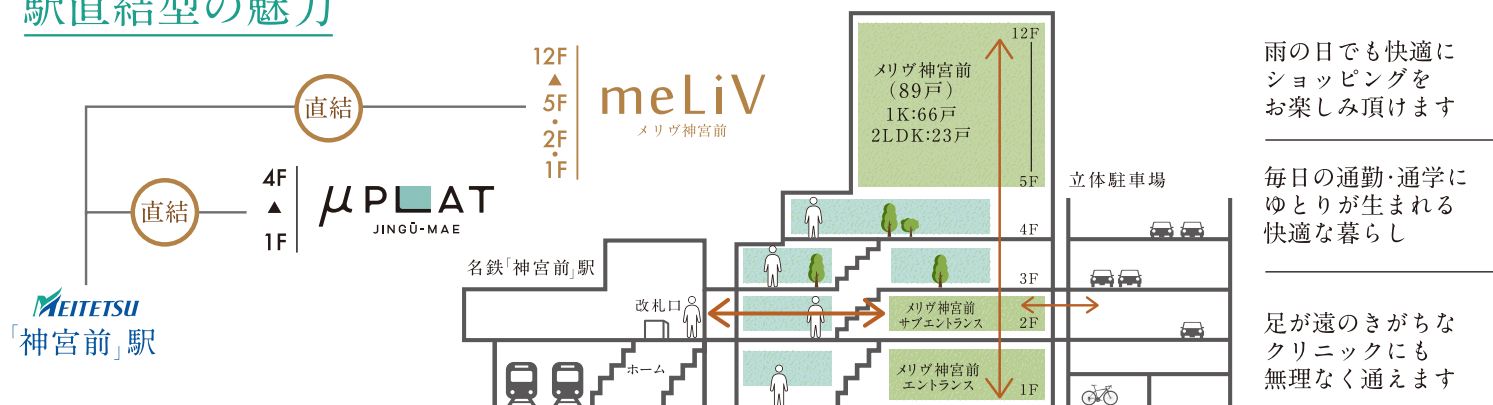 駅直結型の魅力
直結
12F
▲
5F
・
2F
・
1F
meLiV
メリヴ神宮前
直結
4F
▲
1F
μPLAT
JINGŪ-MAE
MEITETSU
「神宮前」駅
12F
メリヴ神宮前
(89戸)
1K:66戸
2LDK:23戸
5F
立体駐車場
4F
名鉄「神宮前」駅
3F
改札口
メリヴ神宮前
サブエントランス
2F
ホーム
メリヴ神宮前
エントランス
1F
雨の日でも快適に
ショッピングを
お楽しみ頂けます
毎日の通勤・通学に
ゆとりが生まれる
快適な暮らし
足が遠のきがちな
クリニックにも
無理なく通えます